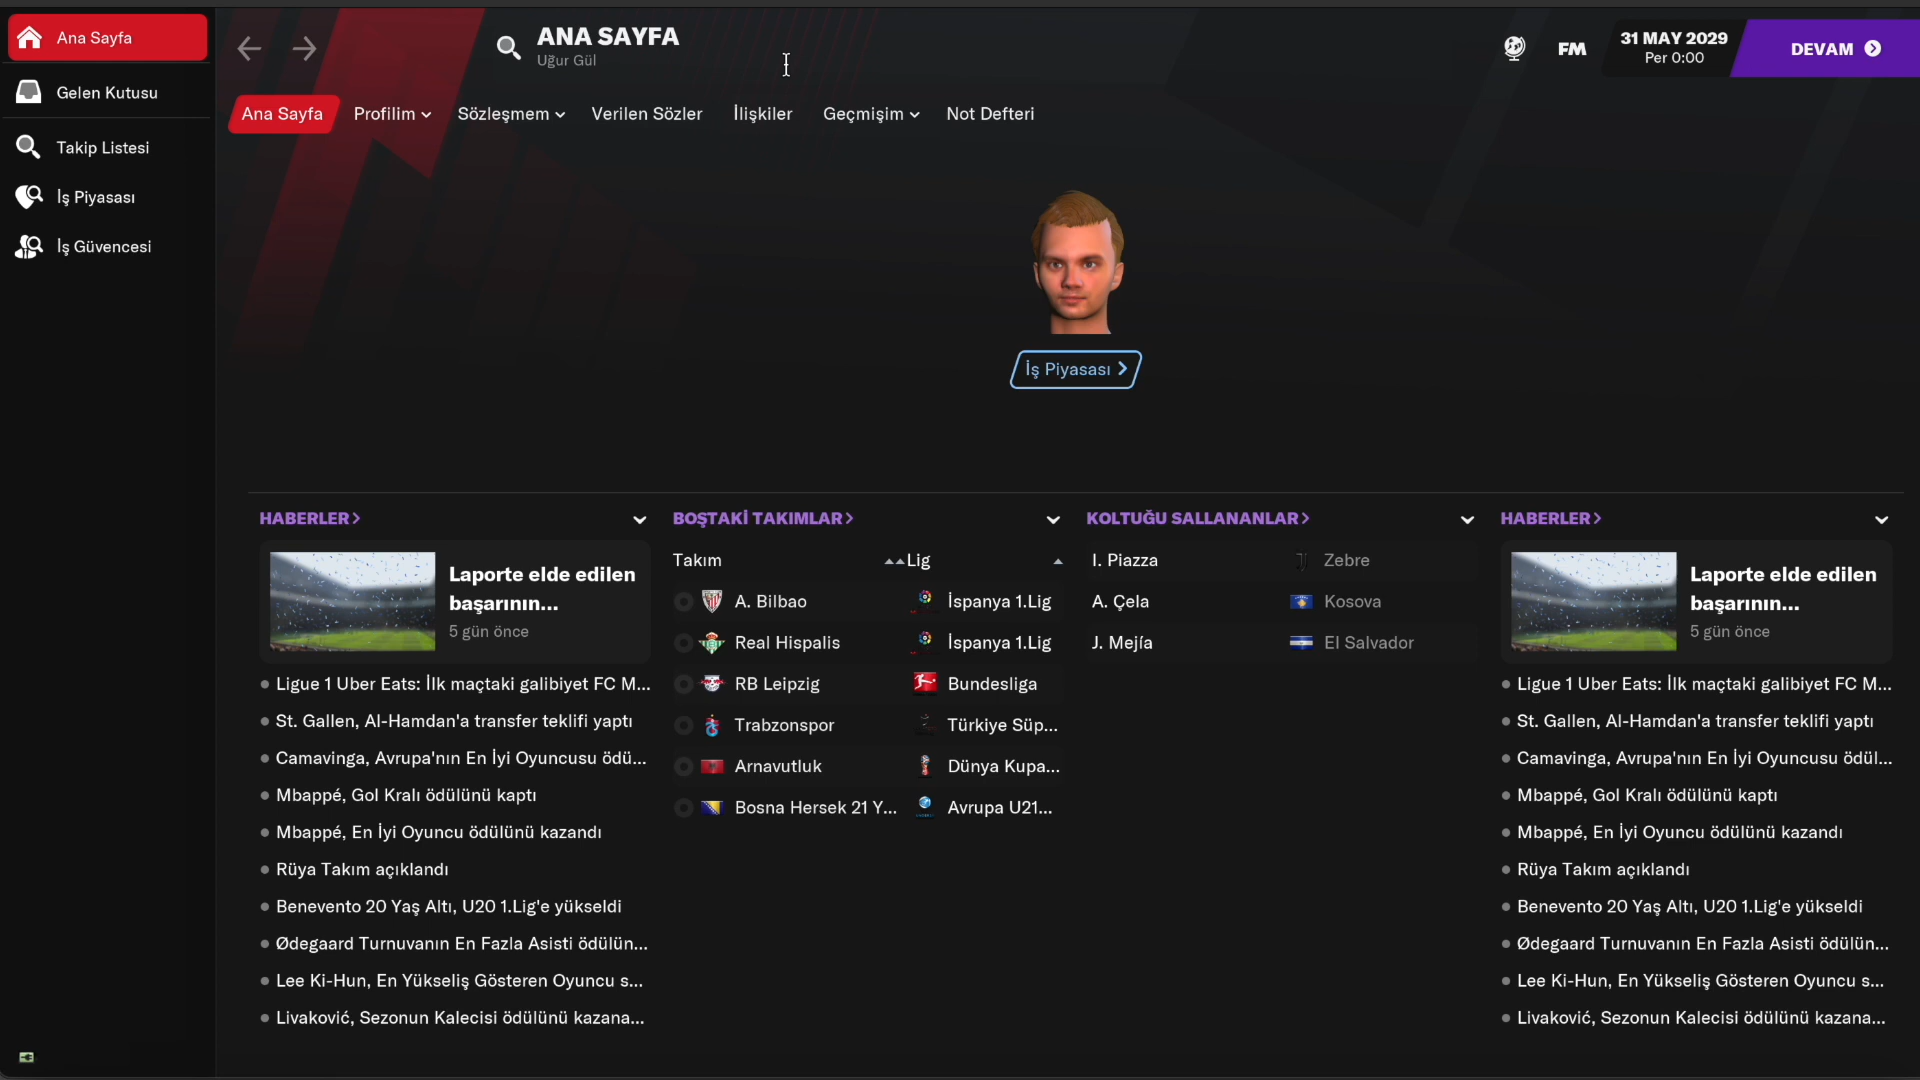 Ana Sayfa
Gelen Kutusu
Takip Listesi
İş Piyasası
İş Güvencesi
ANA SAYFA
Uğur Gül
FM
31 MAY 2029
Per 0:00
DEVAM
Ana Sayfa
Profilim
Sözleşmem
Verilen Sözler
İlişkiler
Geçmişim
Not Defteri
İş Piyasası
HABERLER
Laporte elde edilen
başarının...
5 gün önce
Ligue 1 Uber Eats: İlk maçtaki galibiyet FC M...
St. Gallen, Al-Hamdan'a transfer teklifi yaptı
Camavinga, Avrupa'nın En İyi Oyuncusu ödü...
Mbappé, Gol Kralı ödülünü kaptı
Mbappé, En İyi Oyuncu ödülünü kazandı
Rüya Takım açıklandı
Benevento 20 Yaş Altı, U20 1.Lig'e yükseldi
Ødegaard Turnuvanın En Fazla Asisti ödülün...
Lee Ki-Hun, En Yükseliş Gösteren Oyuncu s...
Livaković, Sezonun Kalecisi ödülünü kazana...
BOŞTAKİ TAKIMLAR
Takım Lig
A. Bilbao İspanya 1.Lig
Real Hispalis İspanya 1.Lig
RB Leipzig Bundesliga
Trabzonspor Türkiye Süp...
Arnavutluk Dünya Kupa...
Bosna Hersek 21 Y... Avrupa U21...
KOLTUĞU SALLANANLAR
I. Piazza Zebre
A. Çela Kosova
J. Mejía El Salvador
HABERLER
Laporte elde edilen
başarının...
5 gün önce
Ligue 1 Uber Eats: İlk maçtaki galibiyet FC M...
St. Gallen, Al-Hamdan'a transfer teklifi yaptı
Camavinga, Avrupa'nın En İyi Oyuncusu ödül...
Mbappé, Gol Kralı ödülünü kaptı
Mbappé, En İyi Oyuncu ödülünü kazandı
Rüya Takım açıklandı
Benevento 20 Yaş Altı, U20 1.Lig'e yükseldi
Ødegaard Turnuvanın En Fazla Asisti ödülün...
Lee Ki-Hun, En Yükseliş Gösteren Oyuncu s...
Livaković, Sezonun Kalecisi ödülünü kazana...